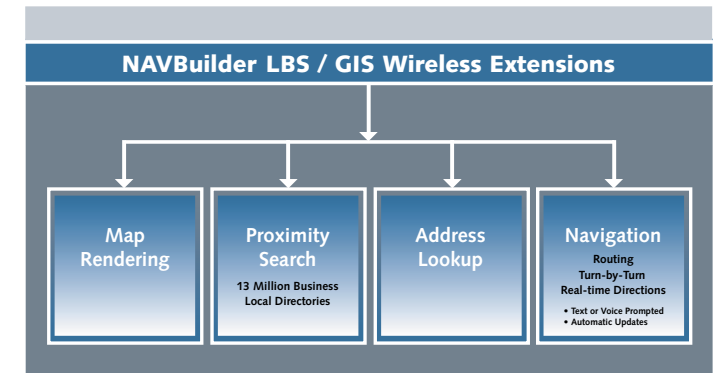 NAVBuilder LBS / GIS Wireless Extensions
Map
Rendering
Proximity
Search
13 Million Business
Local Directories
Address
Lookup
Navigation
Routing
Turn-by-Turn
Real-time Directions
• Text or Voice Prompted
• Automatic Updates